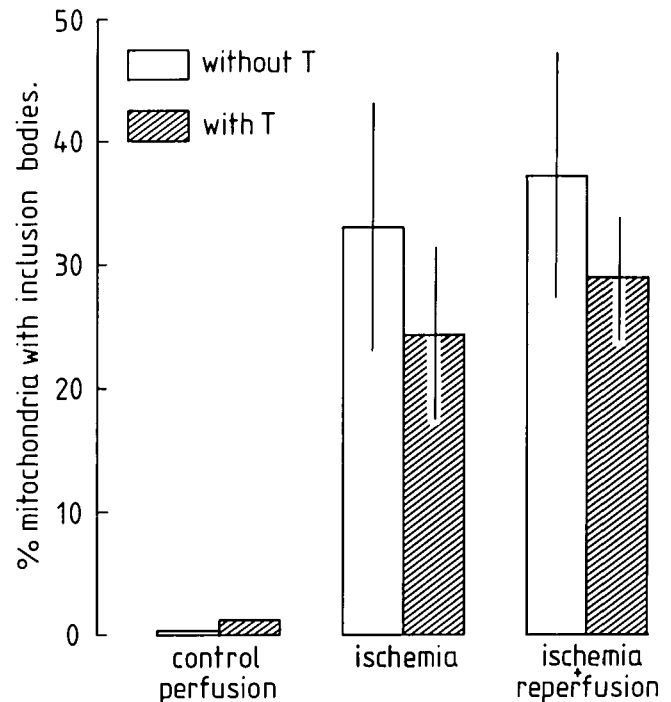 % mitochondria with inclusion bodies.
50
40
30
20
10
0
without T
with T
control
perfusion
ischemia
ischemia
+
reperfusion